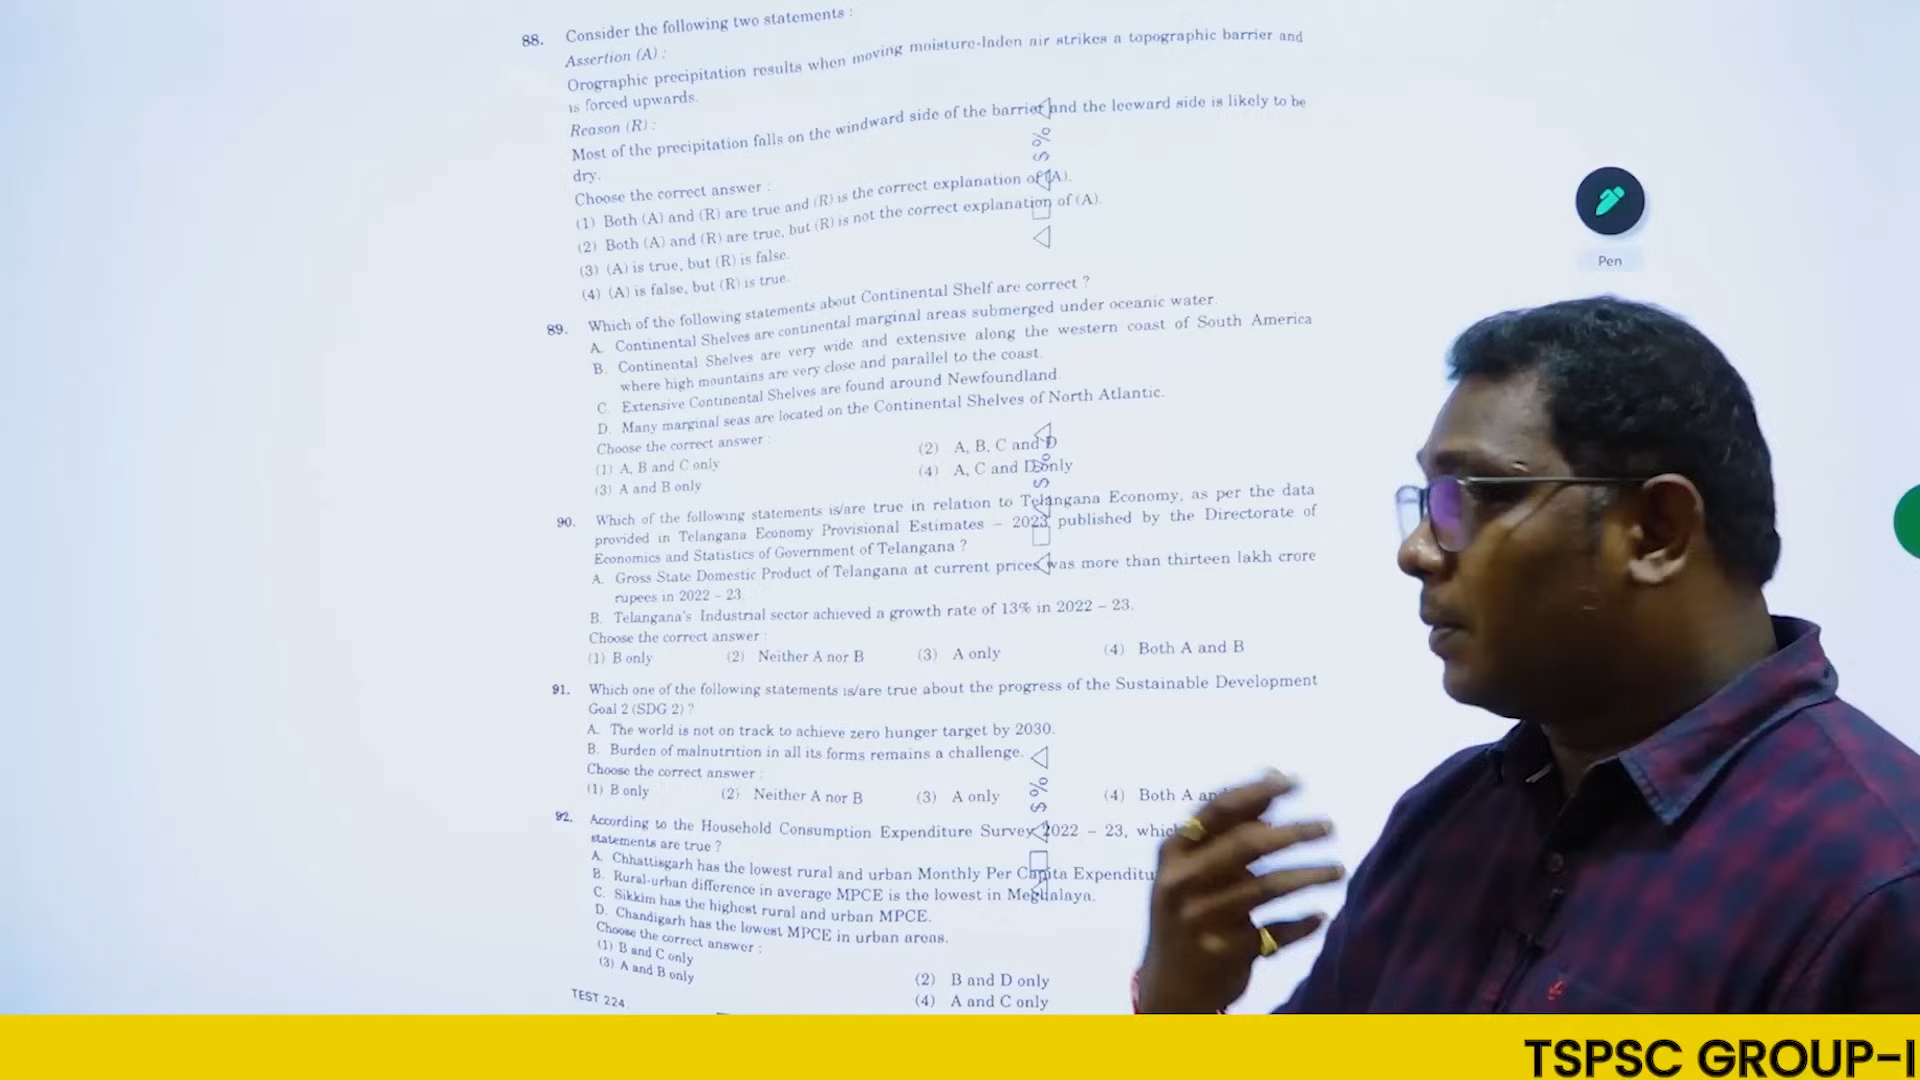 88. Consider the following two statements :
Assertion (A) :
Orographic precipitation results when moving moisture-laden air strikes a topographic barrier and
is forced upwards.
Reason (R) :
Most of the precipitation falls on the windward side of the barrier and the leeward side is likely to be
dry.
Choose the correct answer :
(1) Both (A) and (R) are true and (R) is the correct explanation of (A).
(2) Both (A) and (R) are true, but (R) is not the correct explanation of (A).
(3) (A) is true, but (R) is false.
(4) (A) is false, but (R) is true.
89. Which of the following statements about Continental Shelf are correct ?
A. Continental Shelves are continental marginal areas submerged under oceanic water.
B. Continental Shelves are very wide and extensive along the western coast of South America
where high mountains are very close and parallel to the coast.
C. Extensive Continental Shelves are found around Newfoundland.
D. Many marginal seas are located on the Continental Shelves of North Atlantic.
Choose the correct answer :
(1) A, B and C only (2) A, B, C and D
(3) A and B only (4) A, C and D only
90. Which of the following statements is/are true in relation to Telangana Economy, as per the data
provided in Telangana Economy Provisional Estimates – 2023 published by the Directorate of
Economics and Statistics of Government of Telangana ?
A. Gross State Domestic Product of Telangana at current prices was more than thirteen lakh crore
rupees in 2022 – 23.
B. Telangana's Industrial sector achieved a growth rate of 13% in 2022 – 23.
Choose the correct answer :
(1) B only (2) Neither A nor B (3) A only (4) Both A and B
91. Which one of the following statements is/are true about the progress of the Sustainable Development
Goal 2 (SDG 2) ?
A. The world is not on track to achieve zero hunger target by 2030.
B. Burden of malnutrition in all its forms remains a challenge.
Choose the correct answer :
(1) B only (2) Neither A nor B (3) A only (4) Both A
92. According to the Household Consumption Expenditure Survey 2022 – 23,
statements are true ?
A. Chhattisgarh has the lowest rural and urban Monthly Per Capita
B. Rural-urban difference in average MPCE is the lowest in Meghalaya.
C. Sikkim has the highest rural and urban MPCE.
D. Chandigarh has the lowest MPCE in urban areas.
Choose the correct answer :
(1) B and C only (2) B and D only
(3) A and B only (4) A and C only
TEST 224
Pen
TSPSC GROUP-I